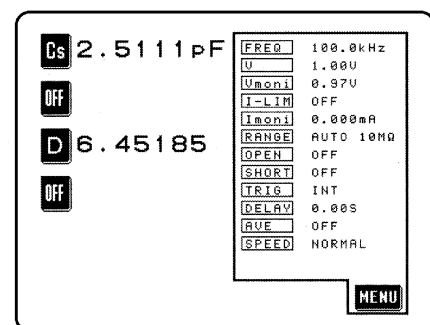 Cs 2.5111pF
OFF
D 6.45185
OFF
FREQ 100.0kHz
V 1.00V
Vmoni 0.97V
I-LIM OFF
Imoni 0.000mA
RANGE AUTO 10MΩ
OPEN OFF
SHORT OFF
TRIG INT
DELAY 0.00S
AVE OFF
SPEED NORMAL
MENU